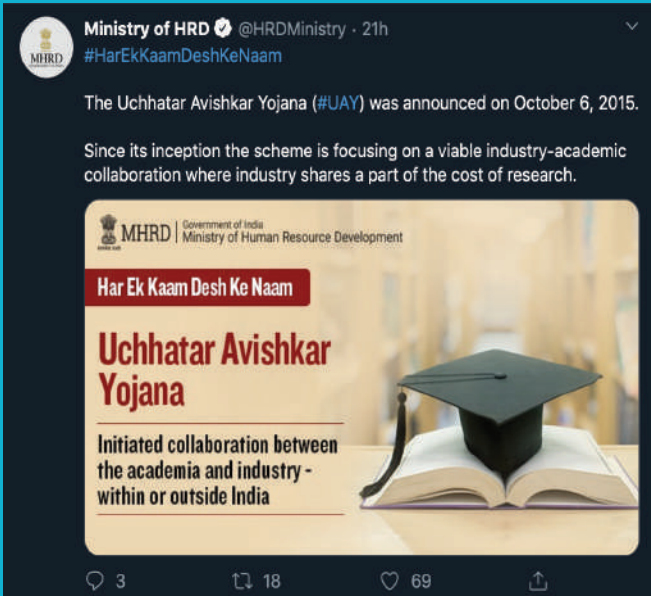 Ministry of HRD @HRDMinistry · 21h
MHRD
#HarEkKaamDeshKeNaam
The Uchhatar Avishkar Yojana (#UAY) was announced on October 6, 2015.
Since its inception the scheme is focusing on a viable industry-academic
collaboration where industry shares a part of the cost of research.
MHRD | Government of India
Ministry of Human Resource Development
Har Ek Kaam Desh Ke Naam
Uchhatar Avishkar
Yojana
Initiated collaboration between
the academia and industry -
within or outside India
3 18 69